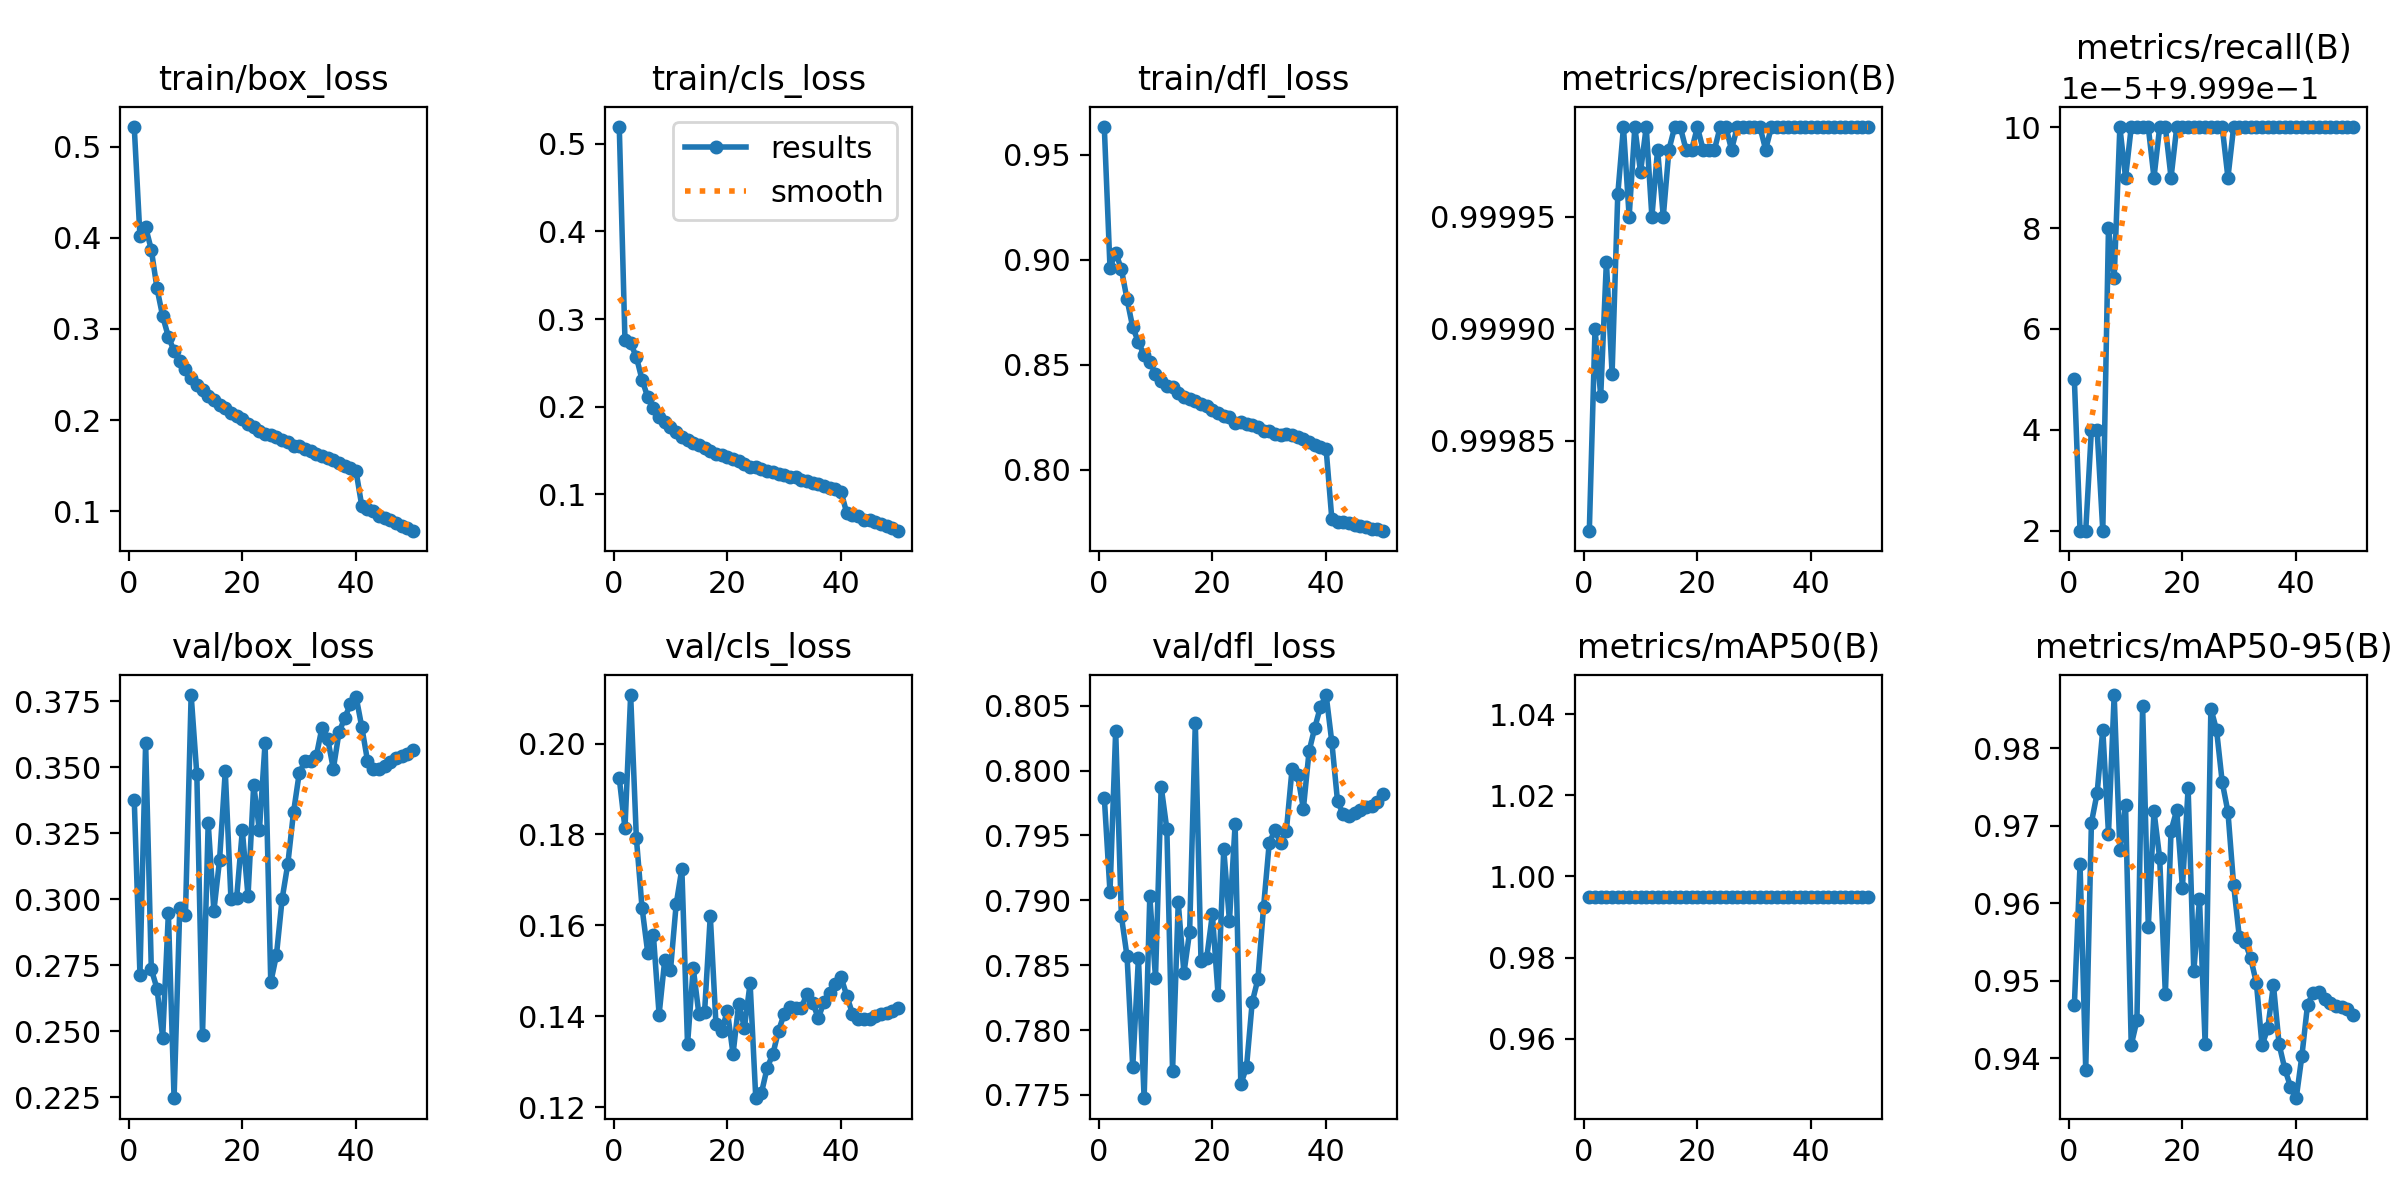 train/box_loss
0.5
0.4
0.3
0.2
0.1
0 20 40
train/cls_loss
results
smooth
0.5
0.4
0.3
0.2
0.1
0 20 40
train/dfl_loss
0.95
0.90
0.85
0.80
0 20 40
metrics/precision(B)
0.99995
0.99990
0.99985
0 20 40
metrics/recall(B)
1e−5+9.999e−1
10
8
6
4
2
0 20 40
val/box_loss
0.375
0.350
0.325
0.300
0.275
0.250
0.225
0 20 40
val/cls_loss
0.20
0.18
0.16
0.14
0.12
0 20 40
val/dfl_loss
0.805
0.800
0.795
0.790
0.785
0.780
0.775
0 20 40
metrics/mAP50(B)
1.04
1.02
1.00
0.98
0.96
0 20 40
metrics/mAP50-95(B)
0.98
0.97
0.96
0.95
0.94
0 20 40